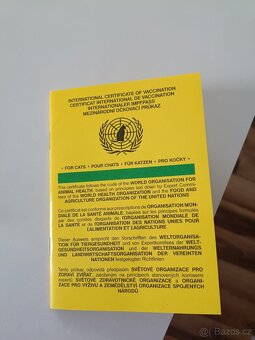 INTERNATIONAL CERTIFICATE OF VACCINATION
CERTIFICAT INTERNATIONAL DE VACCINATION
INTERNATIONALER IMPFPASS
MEZINÁRODNÍ OČKOVACÍ PRŮKAZ
• FOR CATS • POUR CHATS • FÜR KATZEN • PRO KOČKY •
This certificate follows the code of the WORLD ORGANISATION FOR
ANIMAL HEALTH, based on principles laid down by Expert Commit-
tees of the WORLD HEALTH ORGANIZATION and the FOOD AND
AGRICULTURE ORGANIZATION OF THE UNITED NATIONS
Ce certificat est conforme aux prescriptions de ORGANISATION MON-
DIALE DE LA SANTÉ ANIMALE, basées sur les principes formulés
par des comités d'experts de l'ORGANISATION MONDIALE DE
LA SANTÉ et de l'ORGANISATION DES NATIONS UNIES POUR
L'ALIMENTATION ET L'AGRICULTURE
Dieser Ausweis entspricht den Vorschriften des WELTORGANISA-
TION FÜR TIERGESUNDHEIT und von Expertenkomitees der WELT-
GESUNDHEITSORGANISATION und der WELTERNÄHRUNGS-
UND LANDWIRTSCHAFTSORGANISATION DER VEREINTEN
NATIONEN festgelegten Richtlinien
Tento průkaz odpovídá předpisům SVĚTOVÉ ORGANIZACE PRO
ZDRAVÍ ZVÍŘAT, založeným na principech stanovených komisemi
expertů SVĚTOVÉ ZDRAVOTNICKÉ ORGANIZACE a ORGANI-
ZACE PRO VÝŽIVU A ZEMĚDĚLSTVÍ ORGANIZACE SPOJENÝCH
NÁRODŮ
Bazoš.cz